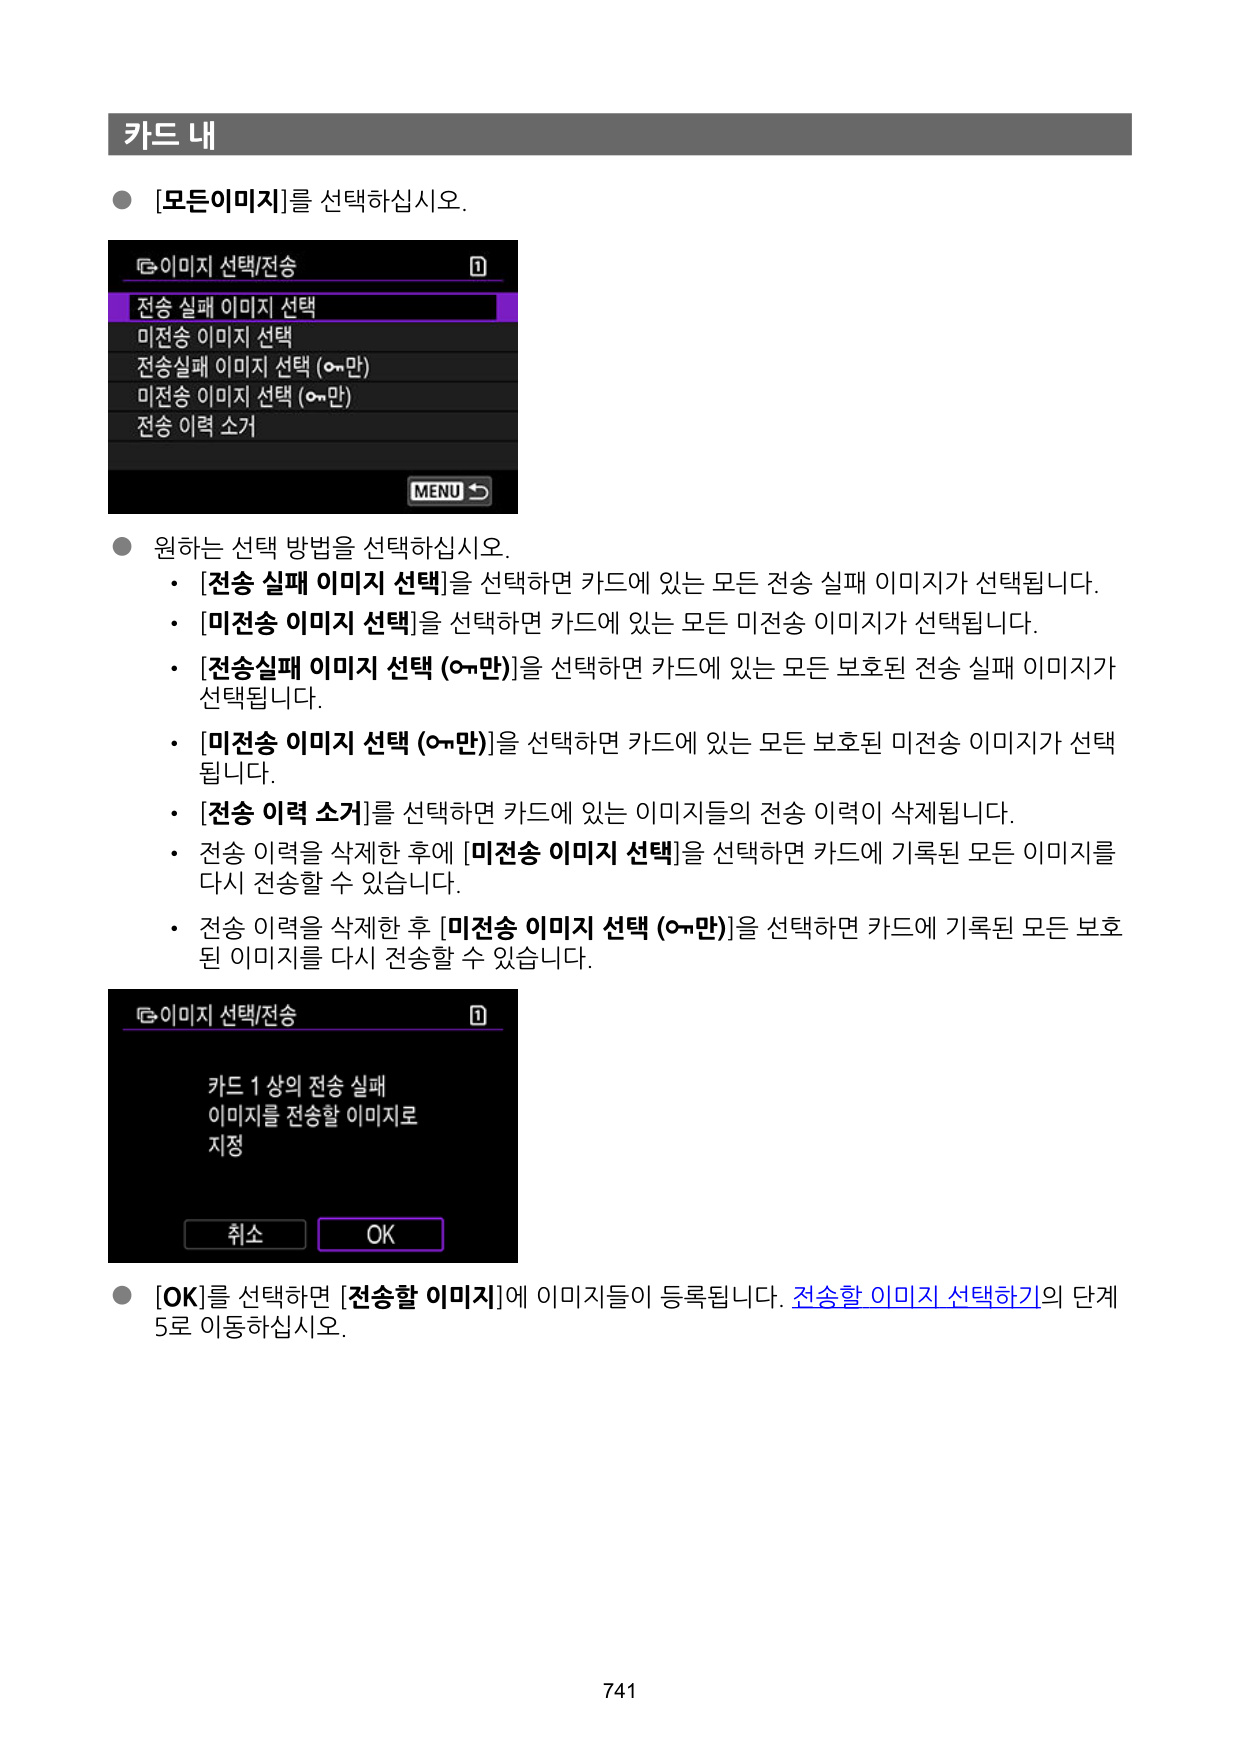 카드 내
● [모든이미지]를 선택하십시오.
이미지 선택/전송 1
전송 실패 이미지 선택
미전송 이미지 선택
전송실패 이미지 선택 (만)
미전송 이미지 선택 (만)
전송 이력 소거
MENU
● 원하는 선택 방법을 선택하십시오.
• [전송 실패 이미지 선택]을 선택하면 카드에 있는 모든 전송 실패 이미지가 선택됩니다.
• [미전송 이미지 선택]을 선택하면 카드에 있는 모든 미전송 이미지가 선택됩니다.
• [전송실패 이미지 선택 (만)]을 선택하면 카드에 있는 모든 보호된 전송 실패 이미지가
선택됩니다.
• [미전송 이미지 선택 (만)]을 선택하면 카드에 있는 모든 보호된 미전송 이미지가 선택
됩니다.
• [전송 이력 소거]를 선택하면 카드에 있는 이미지들의 전송 이력이 삭제됩니다.
• 전송 이력을 삭제한 후에 [미전송 이미지 선택]을 선택하면 카드에 기록된 모든 이미지를
다시 전송할 수 있습니다.
• 전송 이력을 삭제한 후 [미전송 이미지 선택 (만)]을 선택하면 카드에 기록된 모든 보호
된 이미지를 다시 전송할 수 있습니다.
이미지 선택/전송 1
카드 1 상의 전송 실패
이미지를 전송할 이미지로
지정
취소 OK
● [OK]를 선택하면 [전송할 이미지]에 이미지들이 등록됩니다. 전송할 이미지 선택하기의 단계
5로 이동하십시오.
741